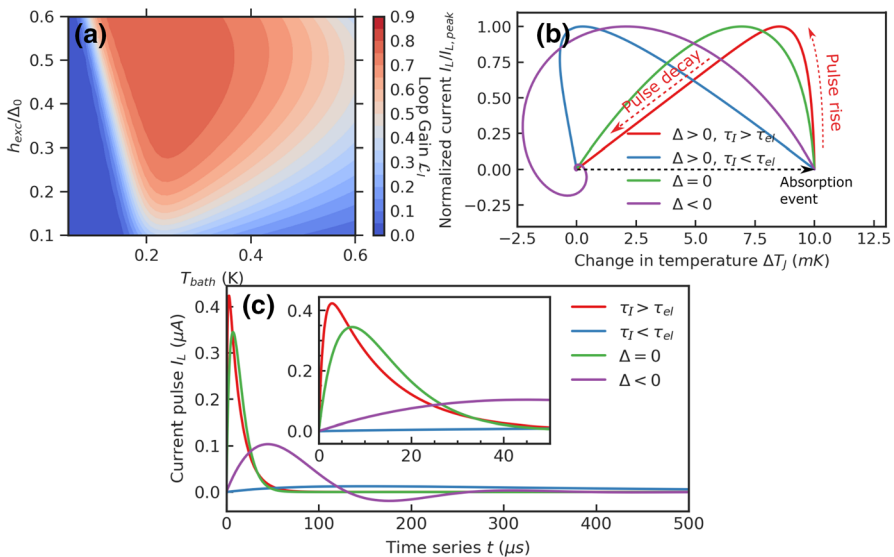 (a)
0.6
0.5
0.4
0.3
0.2
0.1
h_exc/Δ_0
0.2
0.4
0.6
T_bath (K)
0.9
0.8
0.7
0.6
0.5
0.4
0.3
0.2
0.1
0.0
Loop Gain ℒ_I
(b)
1.00
0.75
0.50
0.25
0.00
−0.25
Normalized current I_L/I_L,peak
Pulse decay
Pulse rise
Δ > 0, τ_I > τ_el
Δ > 0, τ_I < τ_el
Δ = 0
Δ < 0
Absorption
event
−2.5
0.0
2.5
5.0
7.5
10.0
12.5
Change in temperature ΔT_J (mK)
(c)
0.4
0.3
0.2
0.1
0.0
Current pulse I_L (μA)
0.4
0.2
0.0
0
20
40
τ_I > τ_el
τ_I < τ_el
Δ = 0
Δ < 0
0
100
200
300
400
500
Time series t (μs)